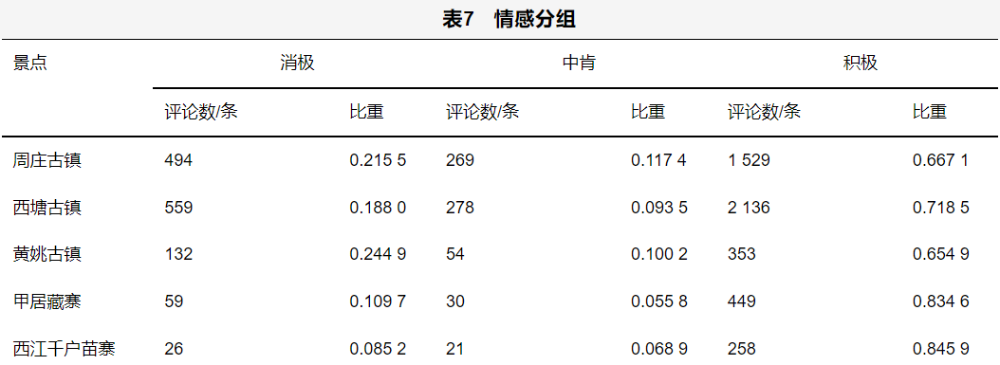 表7 情感分组
景点 消极 中肯 积极
评论数/条 比重 评论数/条 比重 评论数/条 比重
周庄古镇 494 0.215 5 269 0.117 4 1 529 0.667 1
西塘古镇 559 0.188 0 278 0.093 5 2 136 0.718 5
黄姚古镇 132 0.244 9 54 0.100 2 353 0.654 9
甲居藏寨 59 0.109 7 30 0.055 8 449 0.834 6
西江千户苗寨 26 0.085 2 21 0.068 9 258 0.845 9